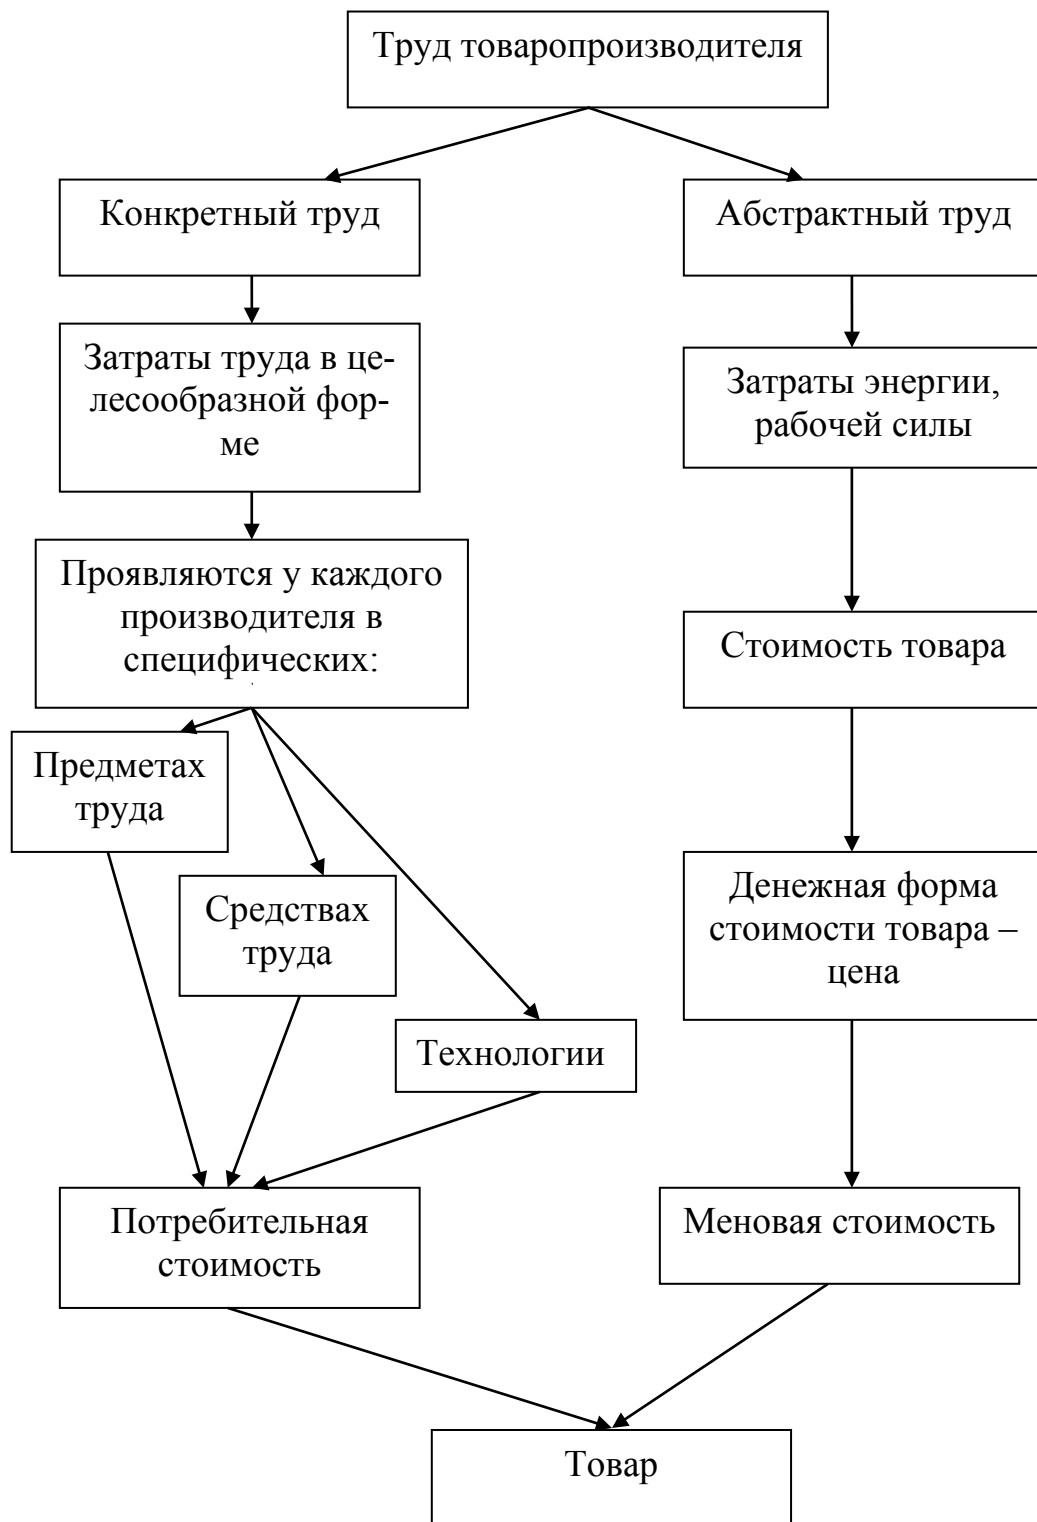 Труд товаропроизводителя
Конкретный труд
Абстрактный труд
Затраты труда в це-
лесообразной фор-
ме
Затраты энергии,
рабочей силы
Проявляются у каждого
производителя в
специфических:
Стоимость товара
Предметах
труда
Средствах
труда
Денежная форма
стоимости товара –
цена
Технологии
Потребительная
стоимость
Меновая стоимость
Товар